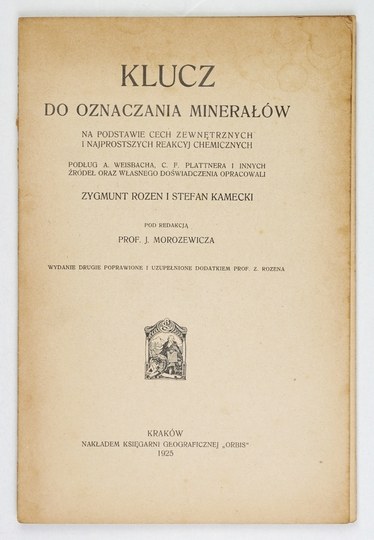 KLUCZ
DO OZNACZANIA MINERAŁÓW
NA PODSTAWIE CECH ZEWNĘTRZNYCH
I NAJPROSTSZYCH REAKCYJ CHEMICZNYCH
PODŁUG A. WEISBACHA, C. F. PLATTNERA I INNYCH
ŹRÓDEŁ ORAZ WŁASNEGO DOŚWIADCZENIA OPRACOWALI
ZYGMUNT ROZEN I STEFAN KAMECKI
POD REDAKCJĄ
PROF. J. MOROZEWICZA
WYDANIE DRUGIE POPRAWIONE I UZUPEŁNIONE DODATKIEM PROF. Z. ROZENA
KRAKÓW
NAKŁADEM KSIĘGARNI GEOGRAFICZNEJ „ORBIS"
1925